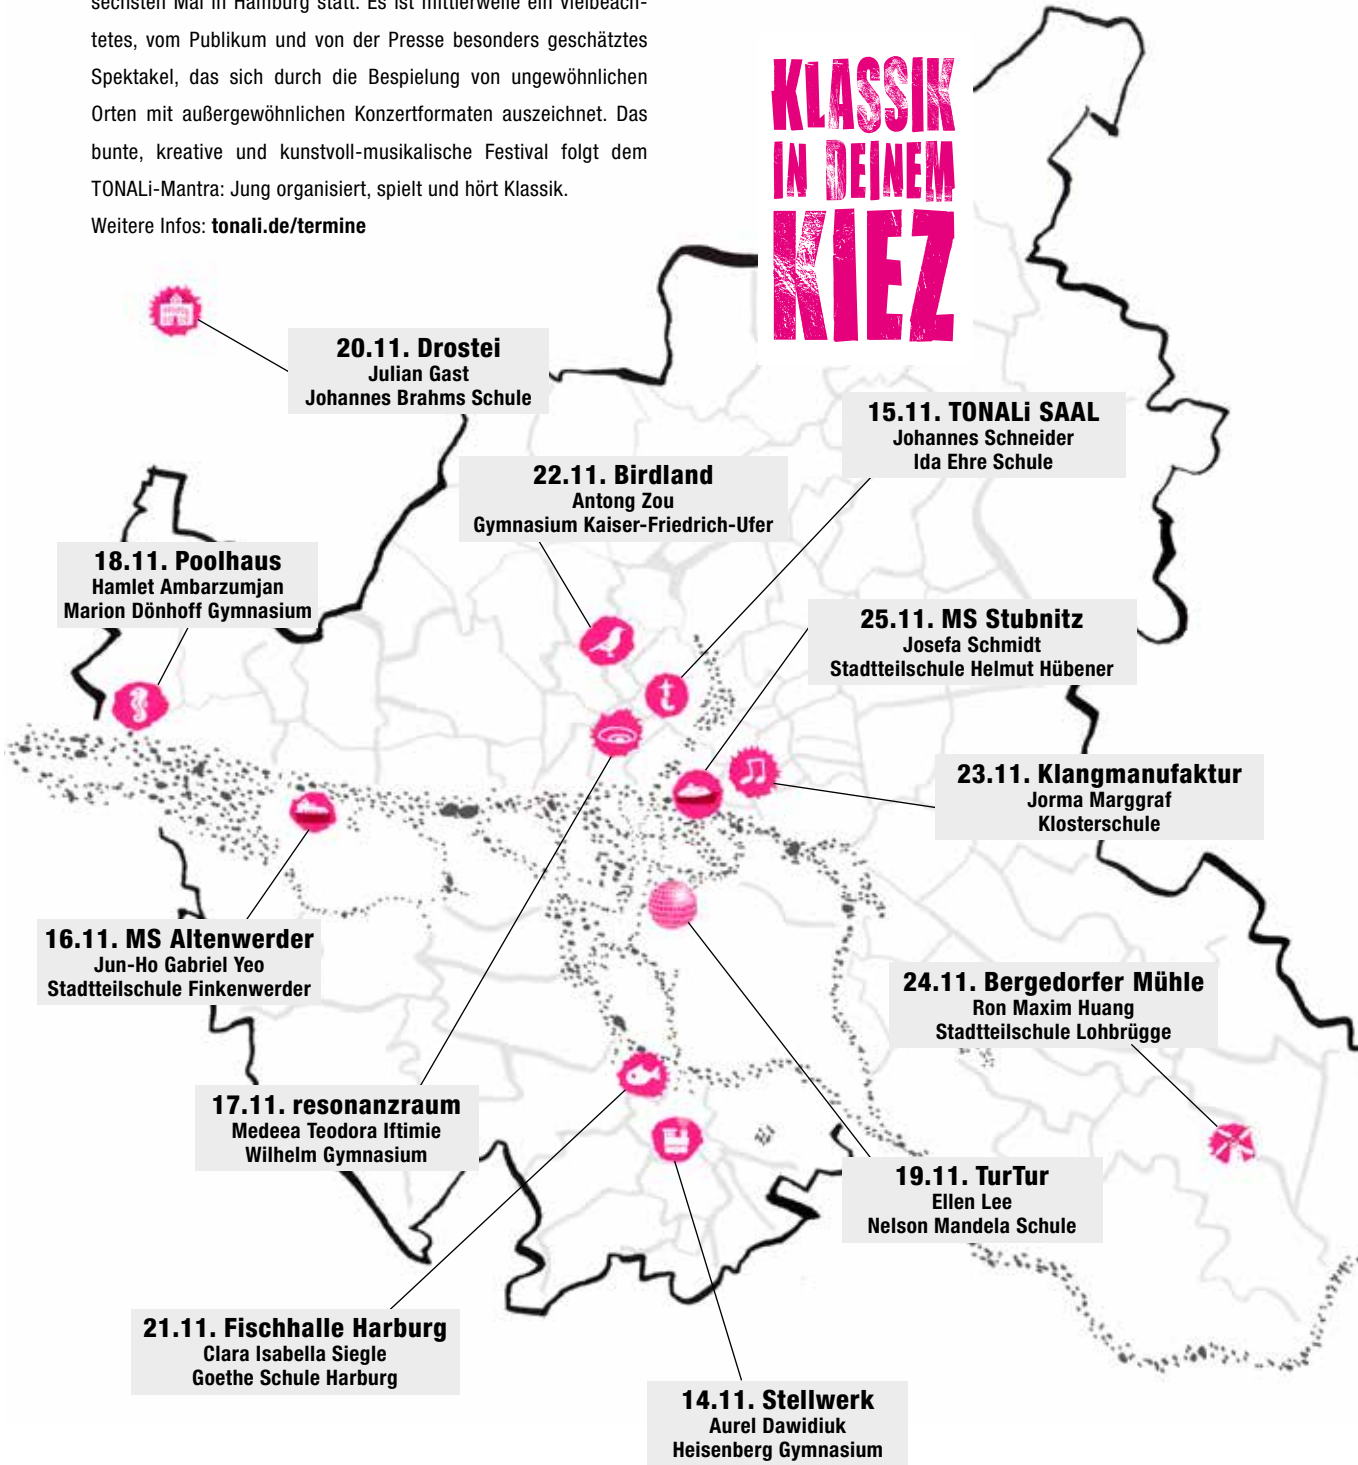 sechsten Mal in Hamburg statt. Es ist mittlerweile ein vielbeach-
tetes, vom Publikum und von der Presse besonders geschätztes
Spektakel, das sich durch die Bespielung von ungewöhnlichen
Orten mit außergewöhnlichen Konzertformaten auszeichnet. Das
bunte, kreative und kunstvoll-musikalische Festival folgt dem
TONALi-Mantra: Jung organisiert, spielt und hört Klassik.
Weitere Infos: tonali.de/termine
KLASSIK
IN DEINEM
KIEZ
20.11. Drostei
Julian Gast
Johannes Brahms Schule
15.11. TONALi SAAL
Johannes Schneider
Ida Ehre Schule
22.11. Birdland
Antong Zou
Gymnasium Kaiser-Friedrich-Ufer
18.11. Poolhaus
Hamlet Ambarzumjan
Marion Dönhoff Gymnasium
25.11. MS Stubnitz
Josefa Schmidt
Stadtteilschule Helmut Hübener
t
23.11. Klangmanufaktur
Jorma Marggraf
Klosterschule
16.11. MS Altenwerder
Jun-Ho Gabriel Yeo
Stadtteilschule Finkenwerder
24.11. Bergedorfer Mühle
Ron Maxim Huang
Stadtteilschule Lohbrügge
17.11. resonanzraum
Medeea Teodora Iftimie
Wilhelm Gymnasium
19.11. TurTur
Ellen Lee
Nelson Mandela Schule
21.11. Fischhalle Harburg
Clara Isabella Siegle
Goethe Schule Harburg
14.11. Stellwerk
Aurel Dawidiuk
Heisenberg Gymnasium